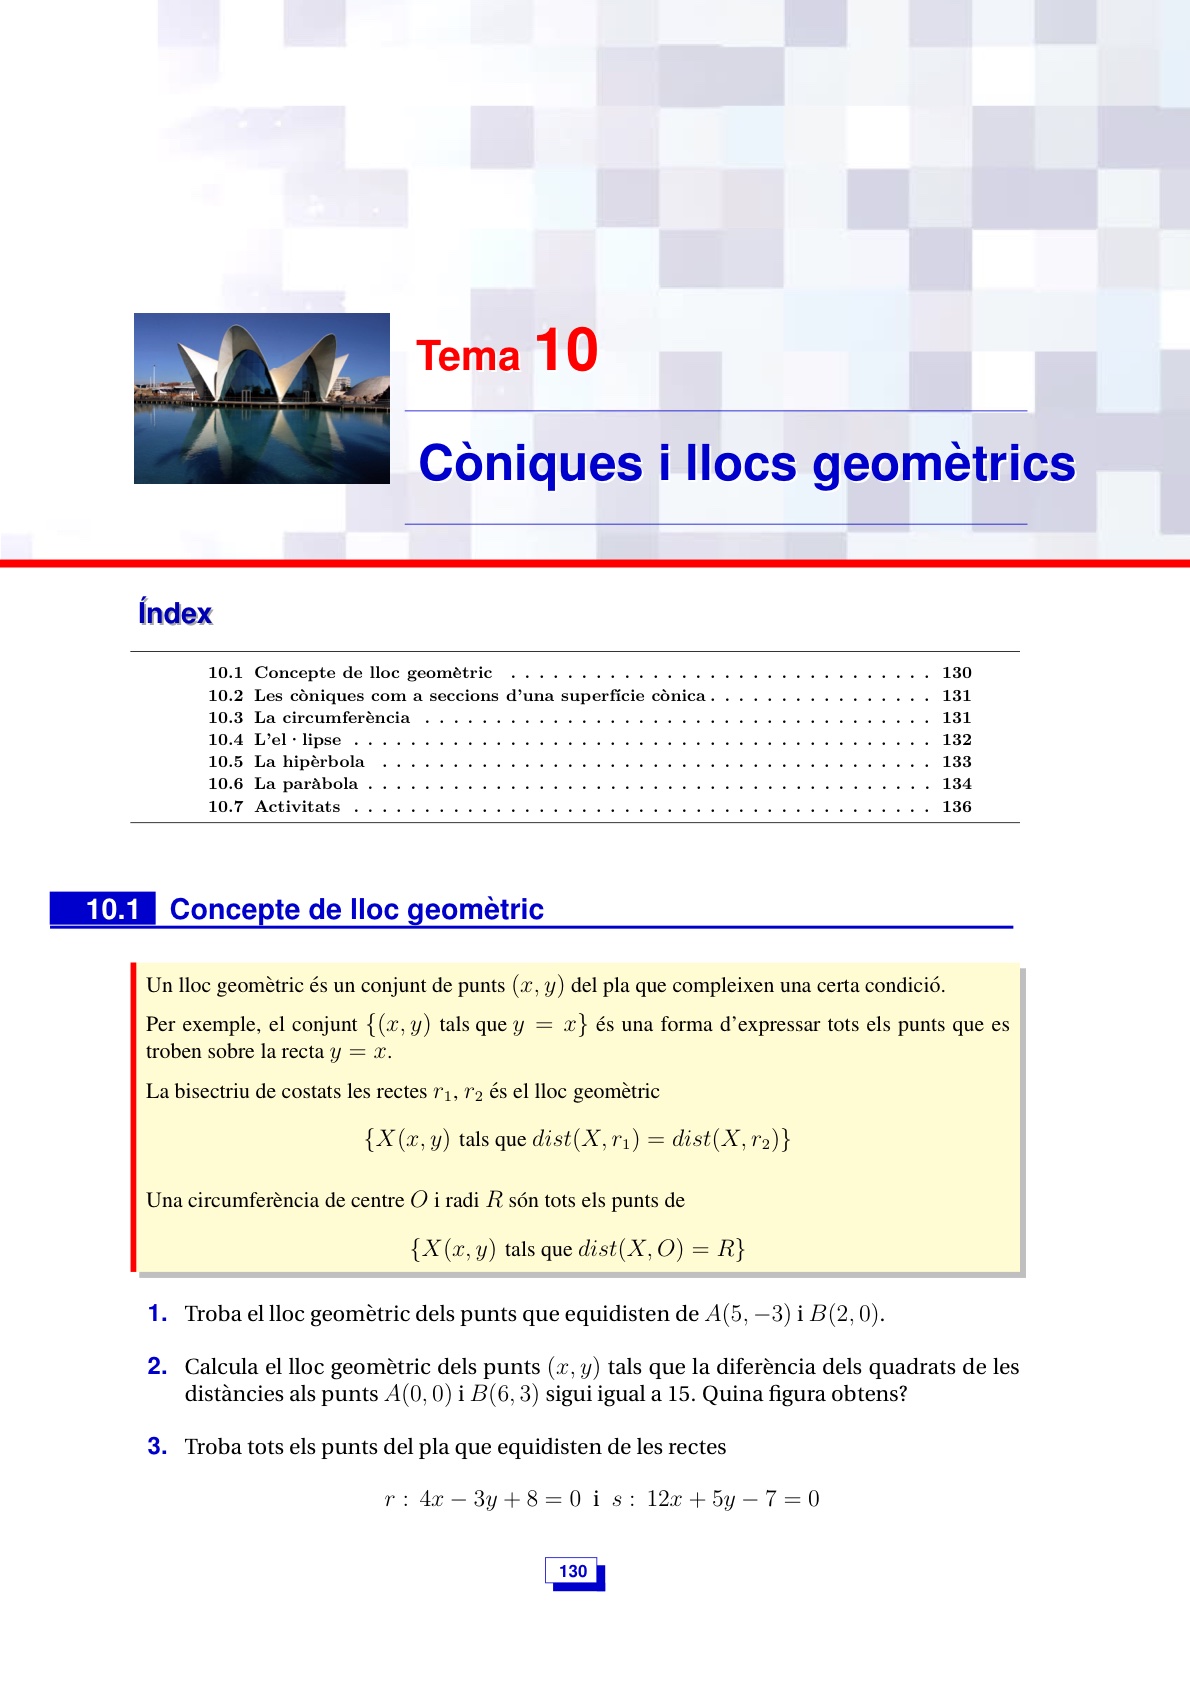 Tema 10
Còniques i llocs geomètrics
Índex
10.1 Concepte de lloc geomètric . . . . . . . . . . . . . . . . . . . . . . . . . . . . . . 130
10.2 Les còniques com a seccions d'una superfície cònica . . . . . . . . . . . . . . . . 131
10.3 La circumferència . . . . . . . . . . . . . . . . . . . . . . . . . . . . . . . . . . . . 131
10.4 L'el·lipse . . . . . . . . . . . . . . . . . . . . . . . . . . . . . . . . . . . . . . . . . 132
10.5 La hipèrbola . . . . . . . . . . . . . . . . . . . . . . . . . . . . . . . . . . . . . . . 133
10.6 La paràbola . . . . . . . . . . . . . . . . . . . . . . . . . . . . . . . . . . . . . . . . 134
10.7 Activitats . . . . . . . . . . . . . . . . . . . . . . . . . . . . . . . . . . . . . . . . . 136
10.1 Concepte de lloc geomètric
Un lloc geomètric és un conjunt de punts (x, y) del pla que compleixen una certa condició.
Per exemple, el conjunt {(x, y) tals que y = x} és una forma d'expressar tots els punts que es
troben sobre la recta y = x.
La bisectriu de costats les rectes r₁, r₂ és el lloc geomètric
{X(x, y) tals que dist(X, r₁) = dist(X, r₂)}
Una circumferència de centre O i radi R són tots els punts de
{X(x, y) tals que dist(X, O) = R}
1. Troba el lloc geomètric dels punts que equidisten de A(5, −3) i B(2, 0).
2. Calcula el lloc geomètric dels punts (x, y) tals que la diferència dels quadrats de les
distàncies als punts A(0, 0) i B(6, 3) sigui igual a 15. Quina figura obtens?
3. Troba tots els punts del pla que equidisten de les rectes
r : 4x − 3y + 8 = 0 i s : 12x + 5y − 7 = 0
130